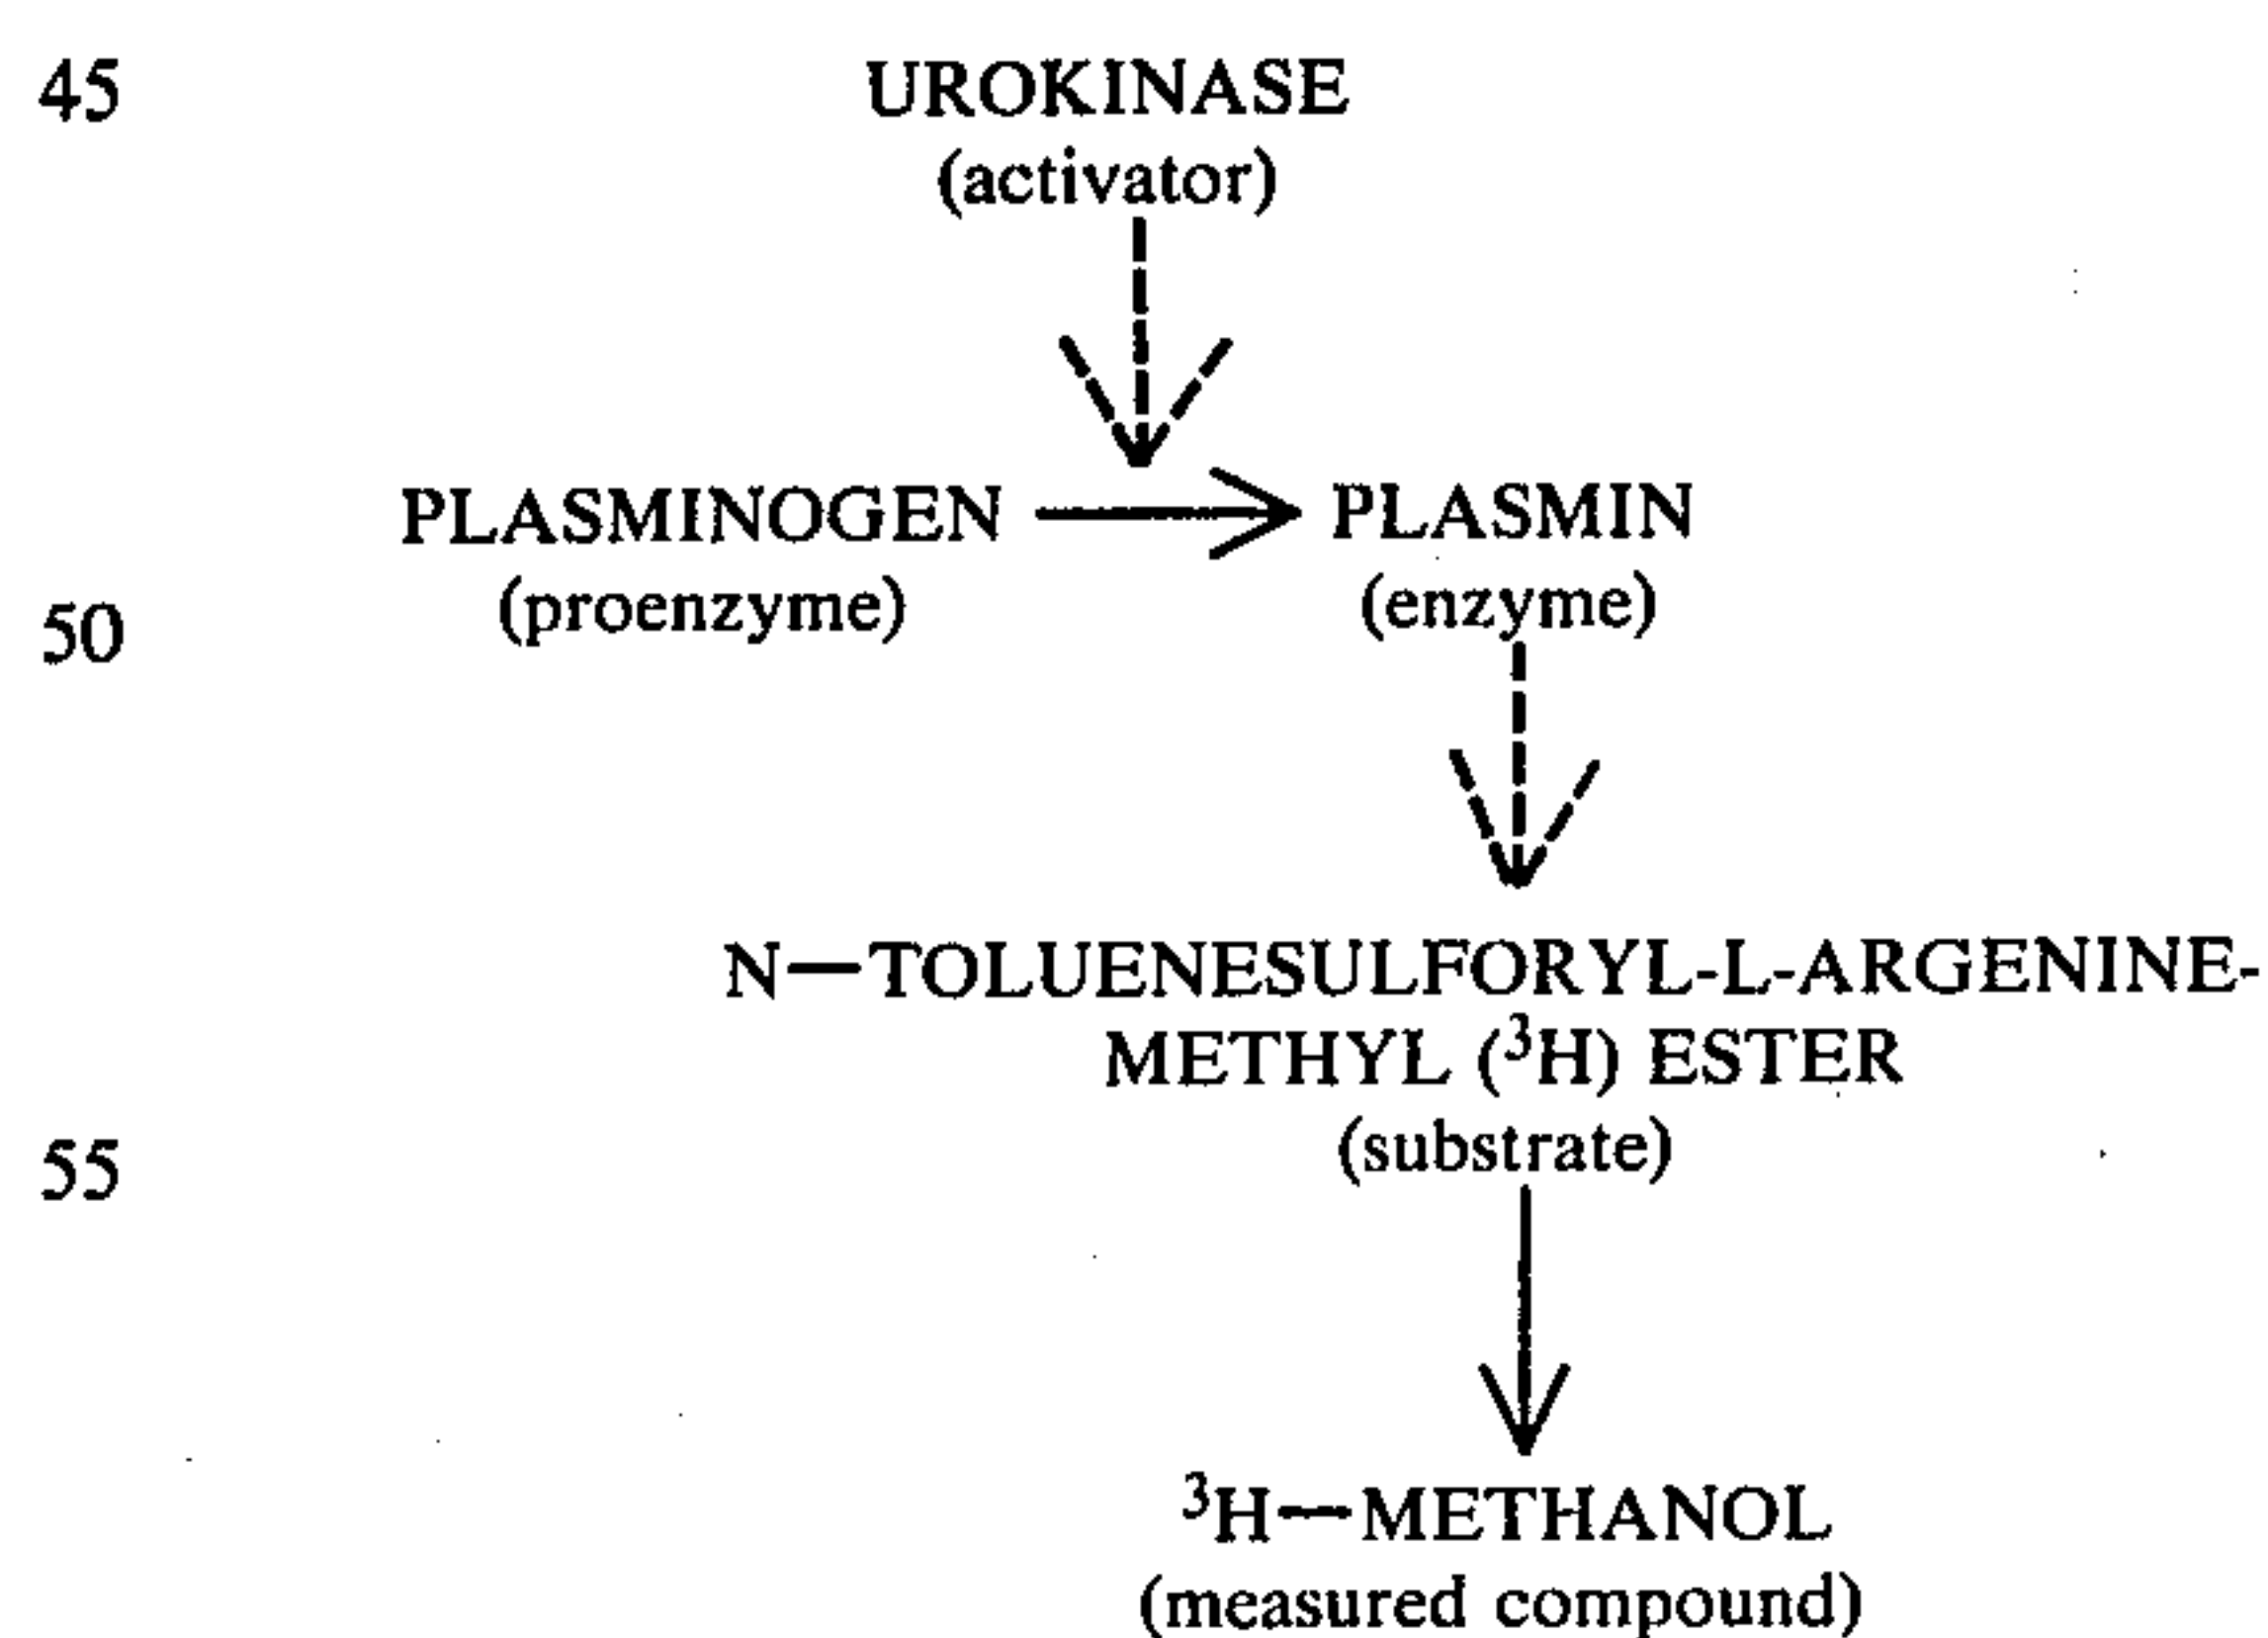 45 UROKINASE
(activator)
PLASMINOGEN PLASMIN
(proenzyme) (enzyme)
50
N—TOLUENESULFORYL-L-ARGENINE-
METHYL (³H) ESTER
(substrate)
55
³H—METHANOL
(measured compound)